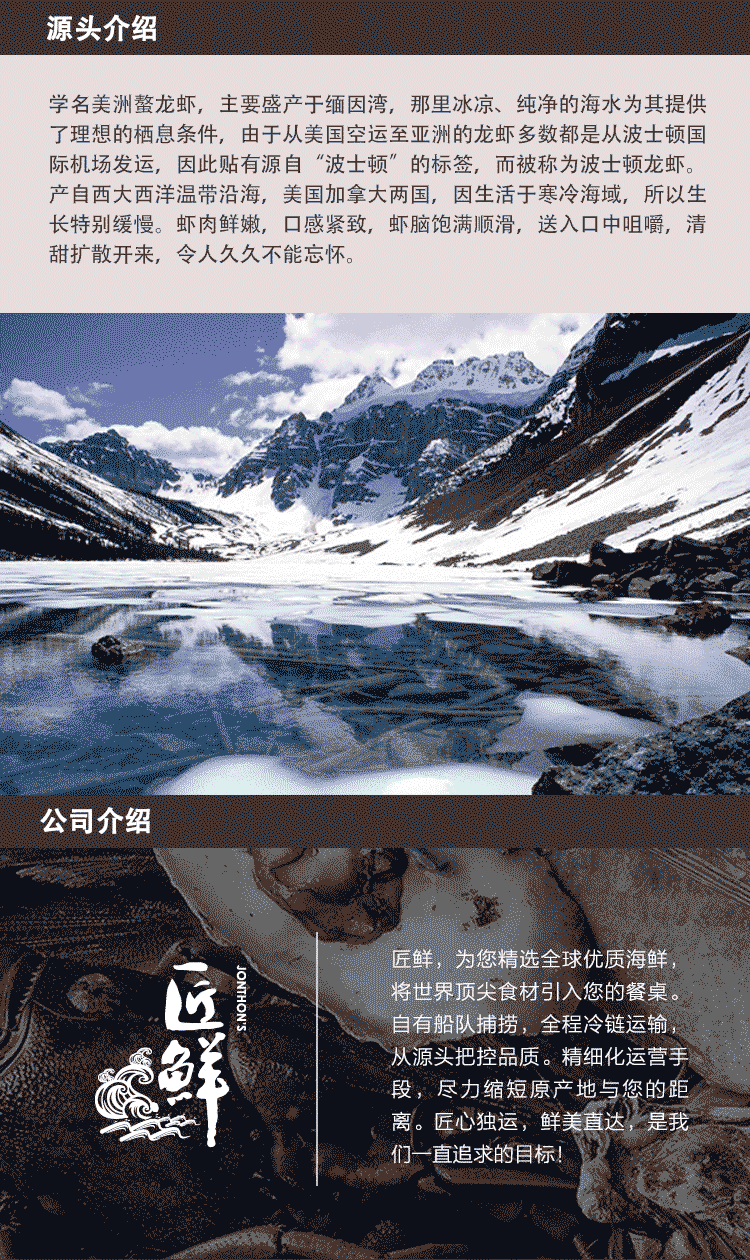 源头介绍
学名美洲螯龙虾，主要盛产于缅因湾，那里冰凉、纯净的海水为其提供
了理想的栖息条件，由于从美国空运至亚洲的龙虾多数都是从波士顿国
际机场发运，因此贴有源自“波士顿”的标签，而被称为波士顿龙虾。
产自西大西洋温带沿海，美国加拿大两国，因生活于寒冷海域，所以生
长特别缓慢。虾肉鲜嫩，口感紧致，虾脑饱满顺滑，送入口中咀嚼，清
甜扩散开来，令人久久不能忘怀。
公司介绍
匠鲜
JONTHON'S
匠鲜，为您精选全球优质海鲜，
将世界顶尖食材引入您的餐桌。
自有船队捕捞，全程冷链运输，
从源头把控品质。精细化运营手
段，尽力缩短原产地与您的距
离。匠心独运，鲜美直达，是我
们一直追求的目标！